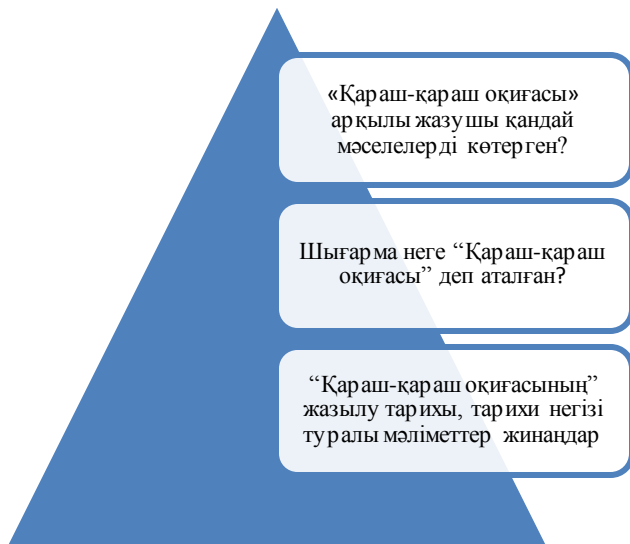 «Қараш-қараш оқиғасы»
арқылы жазушы қандай
мәселелерді көтерген?
Шығарма неге “Қараш-қараш
оқиғасы” деп аталған?
“Қараш-қараш оқиғасының”
жазылу тарихы, тарихи негізі
туралы мәліметтер жинаңдар